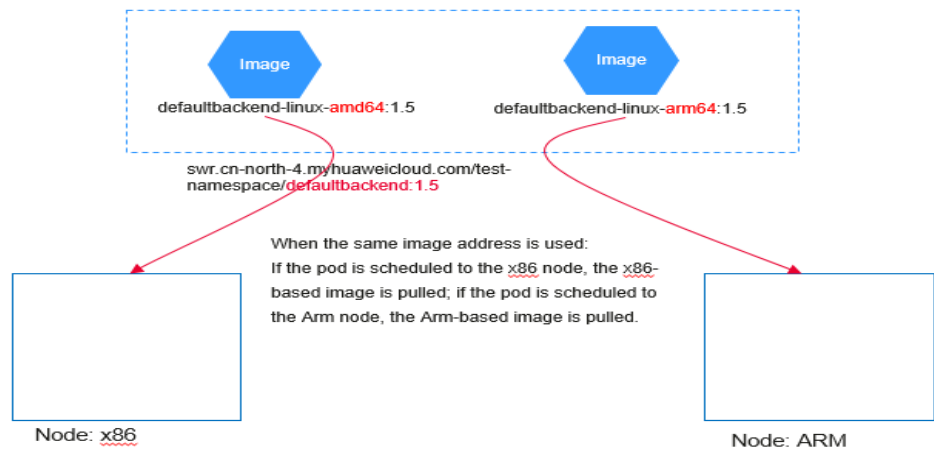 Image
Image
defaultbackend-linux-amd64:1.5
defaultbackend-linux-arm64:1.5
swr.cn-north-4.myhuaweicloud.com/test-
namespace/defaultbackend:1.5
When the same image address is used:
If the pod is scheduled to the x86 node, the x86-
based image is pulled; if the pod is scheduled to
the Arm node, the Arm-based image is pulled.
Node: x86
Node: ARM